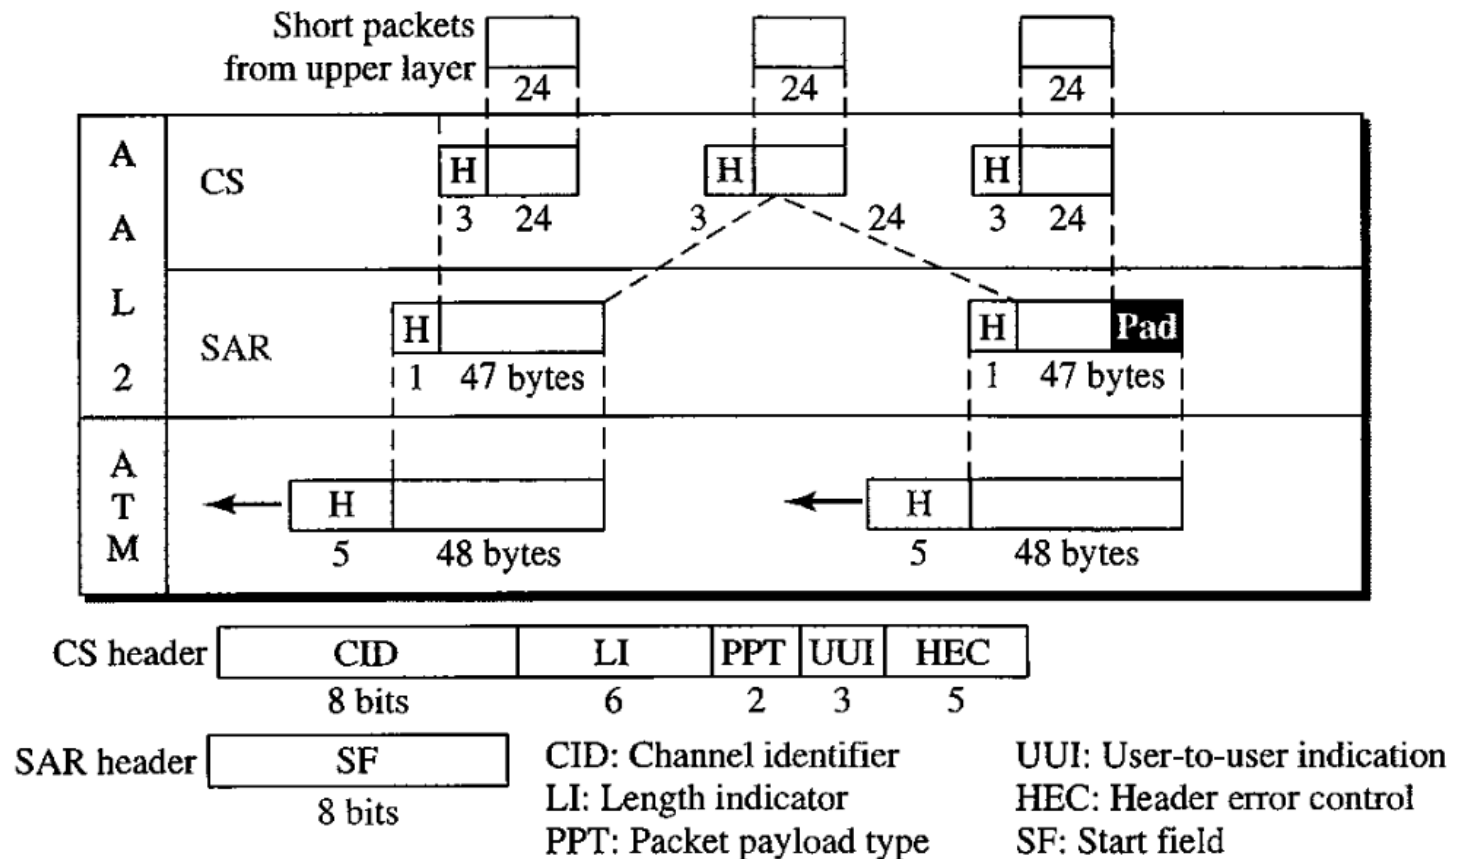 Short packets
from upper layer
24 24 24
A
A
L
2
CS
H H H
3 24 3 24 3 24
SAR
H H Pad
1 47 bytes 1 47 bytes
A
T
M
H H
5 48 bytes 5 48 bytes
CS header CID LI PPT UUI HEC
8 bits 6 2 3 5
SAR header SF
8 bits
CID: Channel identifier
LI: Length indicator
PPT: Packet payload type
UUI: User-to-user indication
HEC: Header error control
SF: Start field